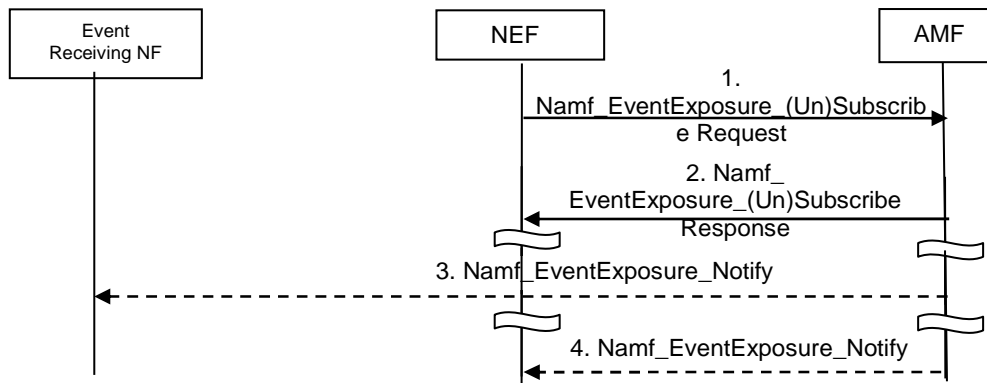 Event
Receiving NF
NEF
AMF
1.
Namf_EventExposure_(Un)Subscrib
e Request
2. Namf_
EventExposure_(Un)Subscribe
Response
3. Namf_EventExposure_Notify
4. Namf_EventExposure_Notify